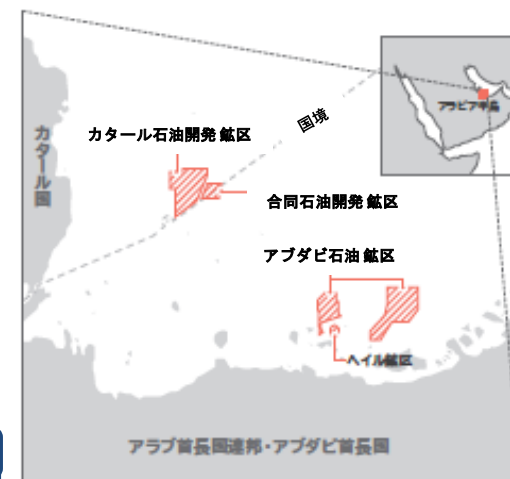 アラビア半島
国境
カタール石油開発鉱区
カタール国
合同石油開発鉱区
アブダビ石油鉱区
ヘイル鉱区
アラブ首長国連邦・アブダビ首長国